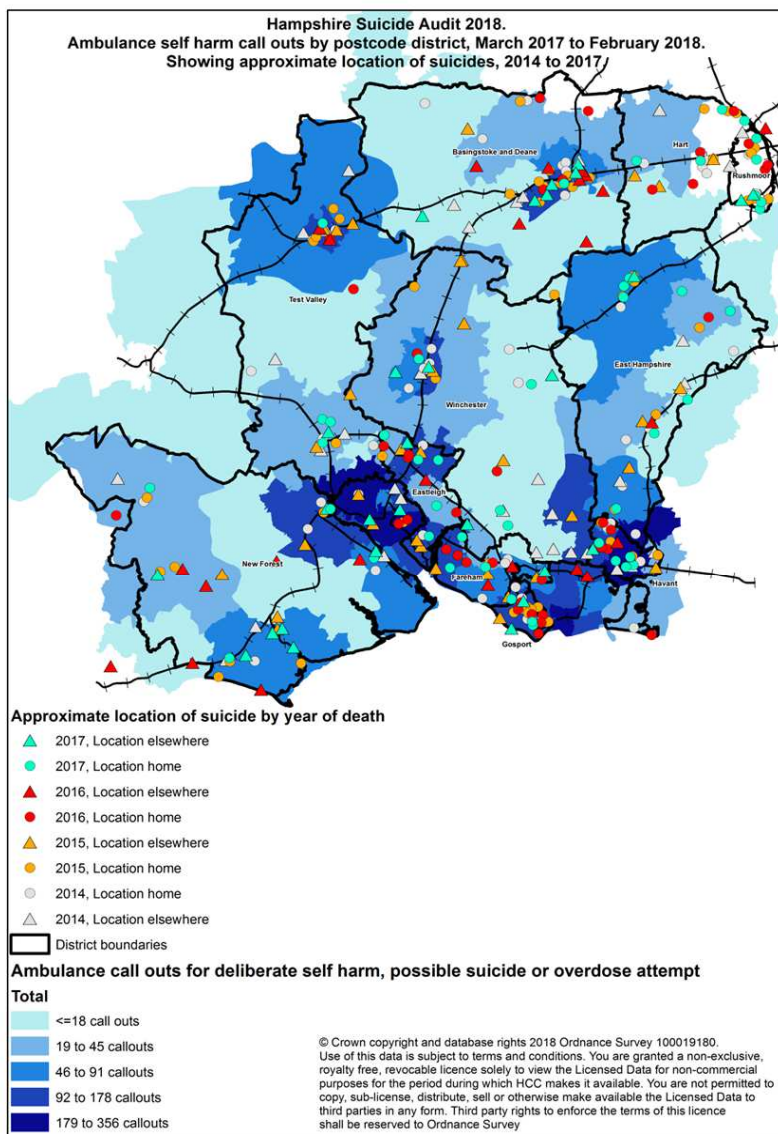 Hampshire Suicide Audit 2018.
Ambulance self harm call outs by postcode district, March 2017 to February 2018.
Showing approximate location of suicides, 2014 to 2017.
Basingstoke and Deane
Hart
Rushmoor
Test Valley
East Hampshire
Winchester
Eastleigh
New Forest
Fareham
Havant
Gosport
Approximate location of suicide by year of death
2017, Location elsewhere
2017, Location home
2016, Location elsewhere
2016, Location home
2015, Location elsewhere
2015, Location home
2014, Location home
2014, Location elsewhere
District boundaries
Ambulance call outs for deliberate self harm, possible suicide or overdose attempt
Total
<=18 call outs
19 to 45 callouts
46 to 91 callouts
92 to 178 callouts
179 to 356 callouts
© Crown copyright and database rights 2018 Ordnance Survey 100019180.
Use of this data is subject to terms and conditions. You are granted a non-exclusive,
royalty free, revocable licence solely to view the Licensed Data for non-commercial
purposes for the period during which HCC makes it available. You are not permitted to
copy, sub-license, distribute, sell or otherwise make available the Licensed Data to
third parties in any form. Third party rights to enforce the terms of this licence
shall be reserved to Ordnance Survey